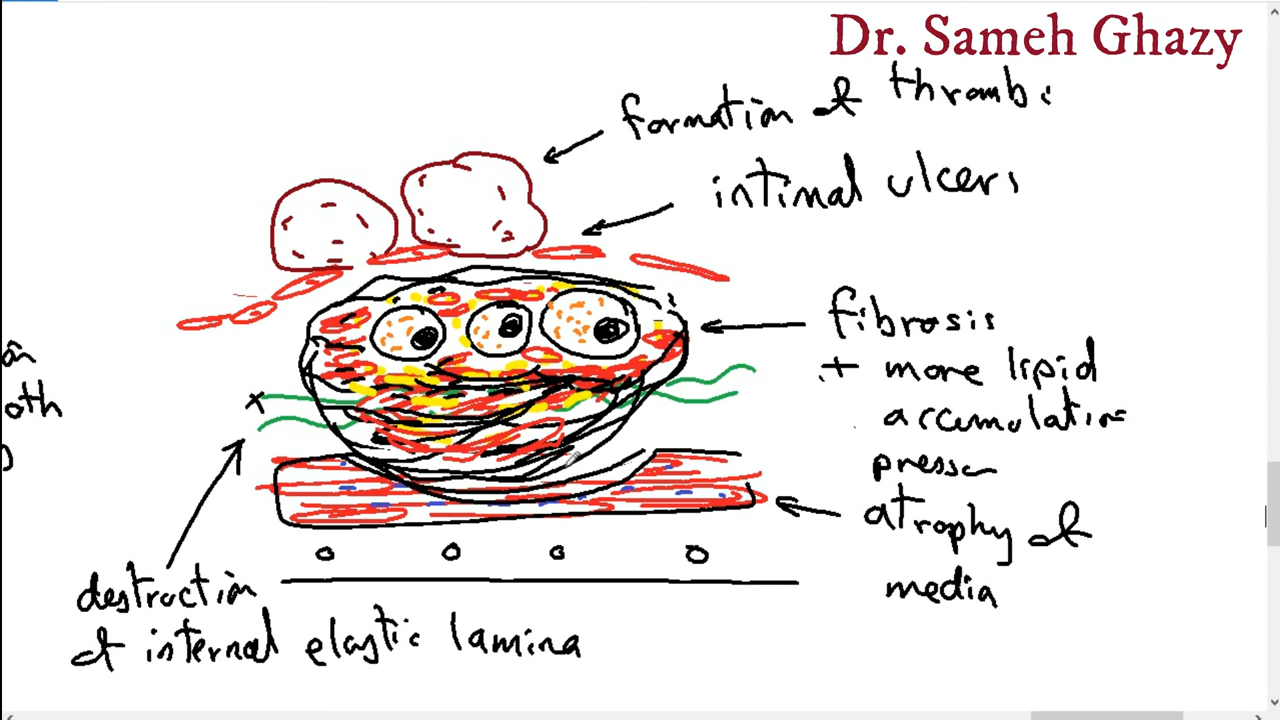 Dr. Sameh Ghazy
formation of thrombi
intimal ulcers
fibrosis
+ more lipid
accumulation
pressure
atrophy of
media
oth
destruction
of internal elastic lamina